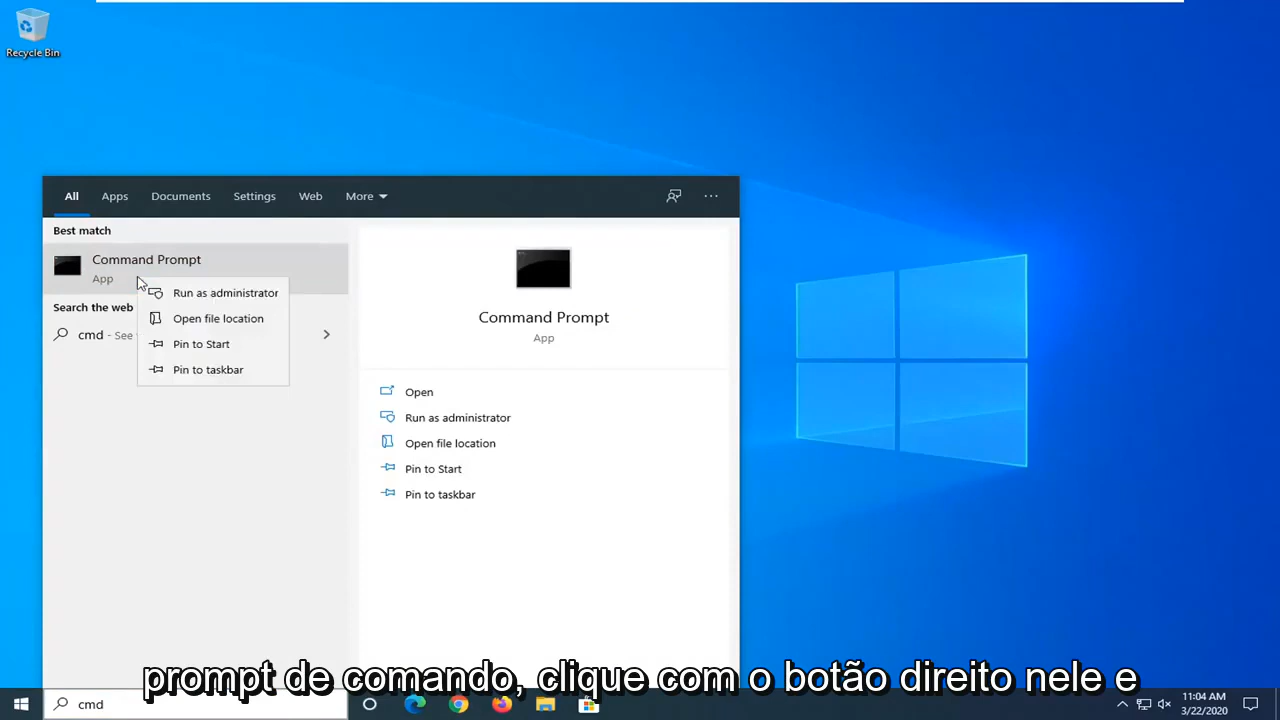 Recycle Bin
All Apps Documents Settings Web More
Best match
Command Prompt
App
Search the web
cmd - See
Run as administrator
Open file location
Pin to Start
Pin to taskbar
Command Prompt
App
Open
Run as administrator
Open file location
Pin to Start
Pin to taskbar
prompt de comando, clique com o botão direito nele e
cmd
11:04 AM
3/22/2020